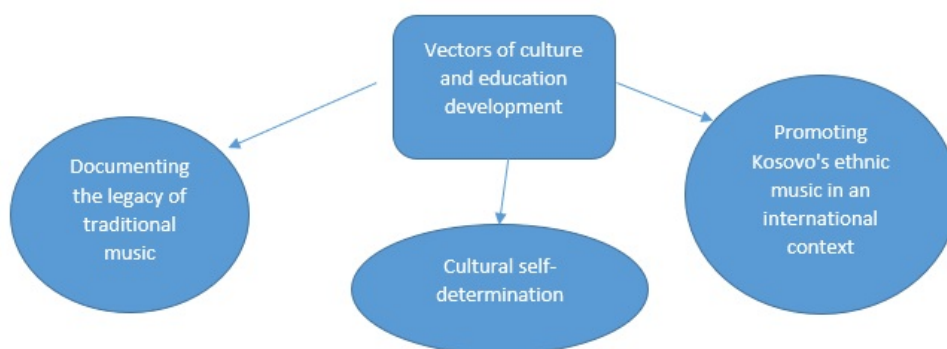 Vectors of culture
and education
development
Documenting
the legacy of
traditional
music
Cultural self-
determination
Promoting
Kosovo's ethnic
music in an
international
context